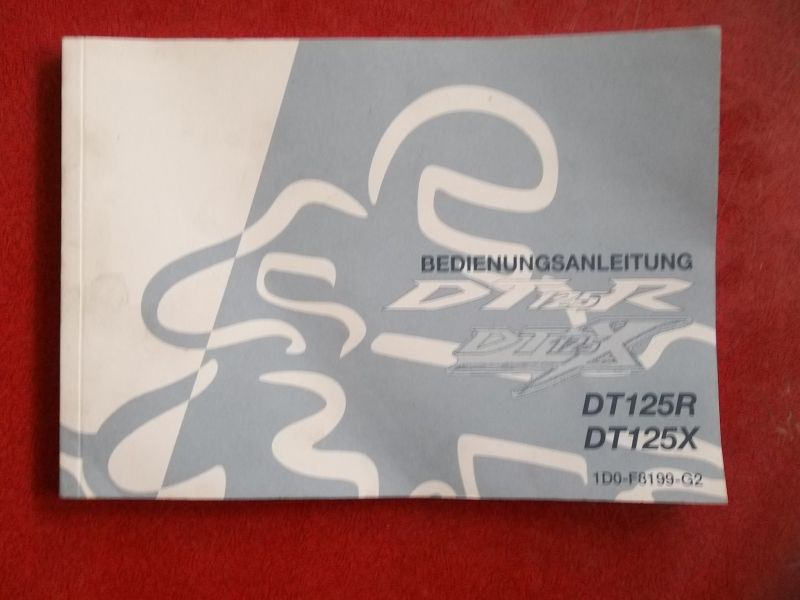 BEDIENUNGSANLEITUNG
DT125R
DT125X
DT125R
DT125X
1D0-F8199-G2